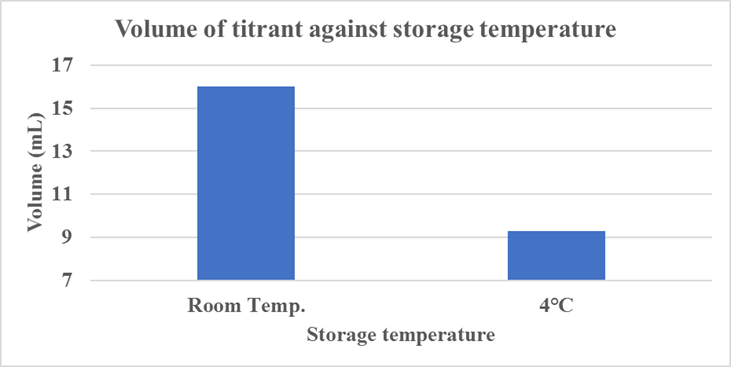 Volume of titrant against storage temperature
17
15
13
11
9
7
Volume (mL)
Room Temp.
4°C
Storage temperature